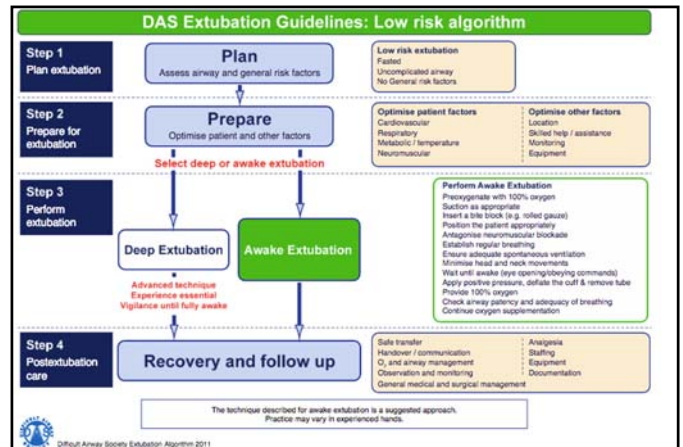 DAS Extubation Guidelines: Low risk algorithm
Step 1
Plan extubation
Plan
Assess airway and general risk factors
Low risk extubation
Fasted
Uncomplicated airway
No General risk factors
Step 2
Prepare for
extubation
Prepare
Optimise patient and other factors
Optimise patient factors
Cardiovascular
Respiratory
Metabolic / temperature
Neuromuscular
Optimise other factors
Location
Skilled help / assistance
Monitoring
Equipment
Select deep or awake extubation
Step 3
Perform
extubation
Deep Extubation
Awake Extubation
Advanced technique
Experience essential
Vigilance until fully awake
Perform Awake Extubation
Preoxygenate with 100% oxygen
Suction as appropriate
Insert a bite block (e.g. rolled gauze)
Position the patient appropriately
Antagonise neuromuscular blockade
Establish regular breathing
Ensure adequate spontaneous ventilation
Minimise head and neck movements
Wait until awake (eye opening/obeying commands)
Apply positive pressure, deflate the cuff & remove tube
Provide 100% oxygen
Check airway patency and adequacy of breathing
Continue oxygen supplementation
Step 4
Postextubation
care
Recovery and follow up
Safe transfer
Handover / communication
O₂ and airway management
Observation and monitoring
General medical and surgical management
Analgesia
Staffing
Equipment
Documentation
The technique described for awake extubation is a suggested approach.
Practice may vary in experienced hands.
Difficult Airway Society Extubation Algorithm 2011